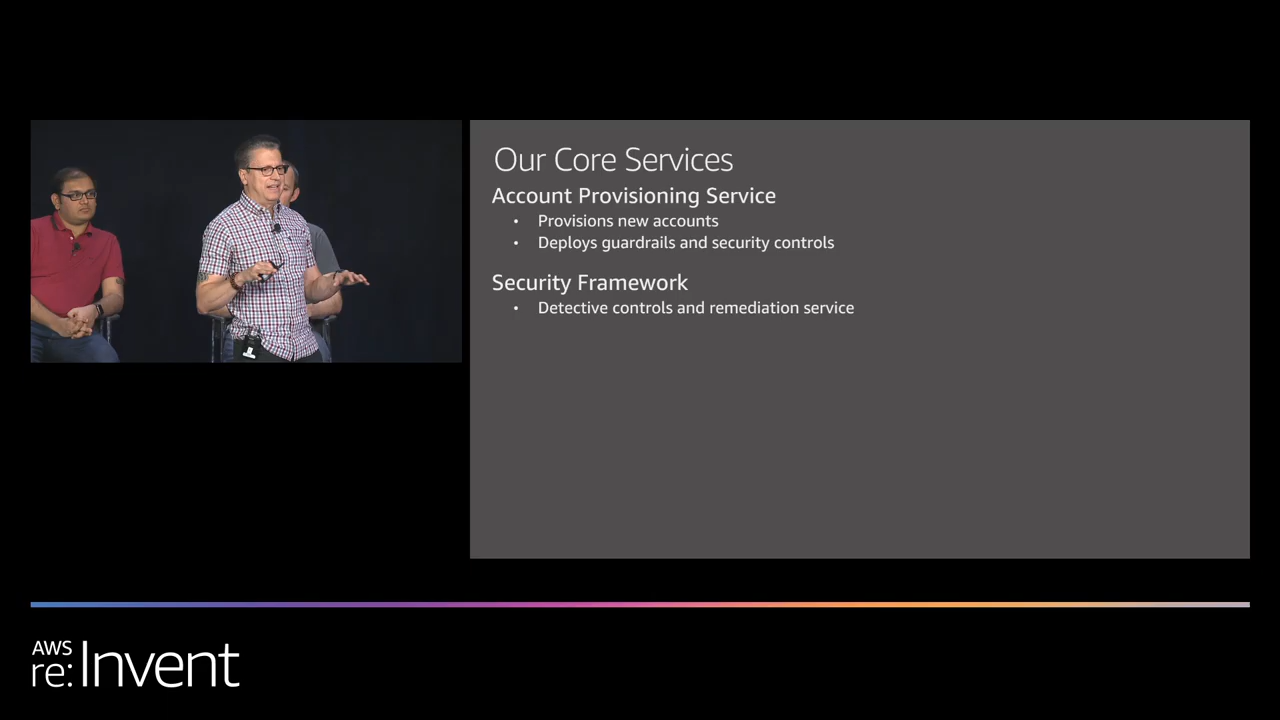 Our Core Services
Account Provisioning Service
• Provisions new accounts
• Deploys guardrails and security controls
Security Framework
• Detective controls and remediation service
AWS
re:Invent